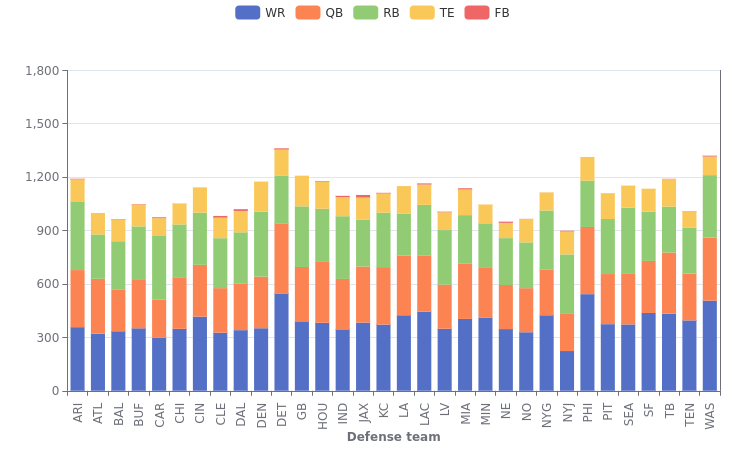 WR QB RB TE FB
1,800
1,500
1,200
900
600
300
0
ARI ATL BAL BUF CAR CHI CIN CLE DAL DEN DET GB HOU IND JAX KC LA LAC LV MIA MIN NE NO NYG NYJ PHI PIT SEA SF TB TEN WAS
Defense team